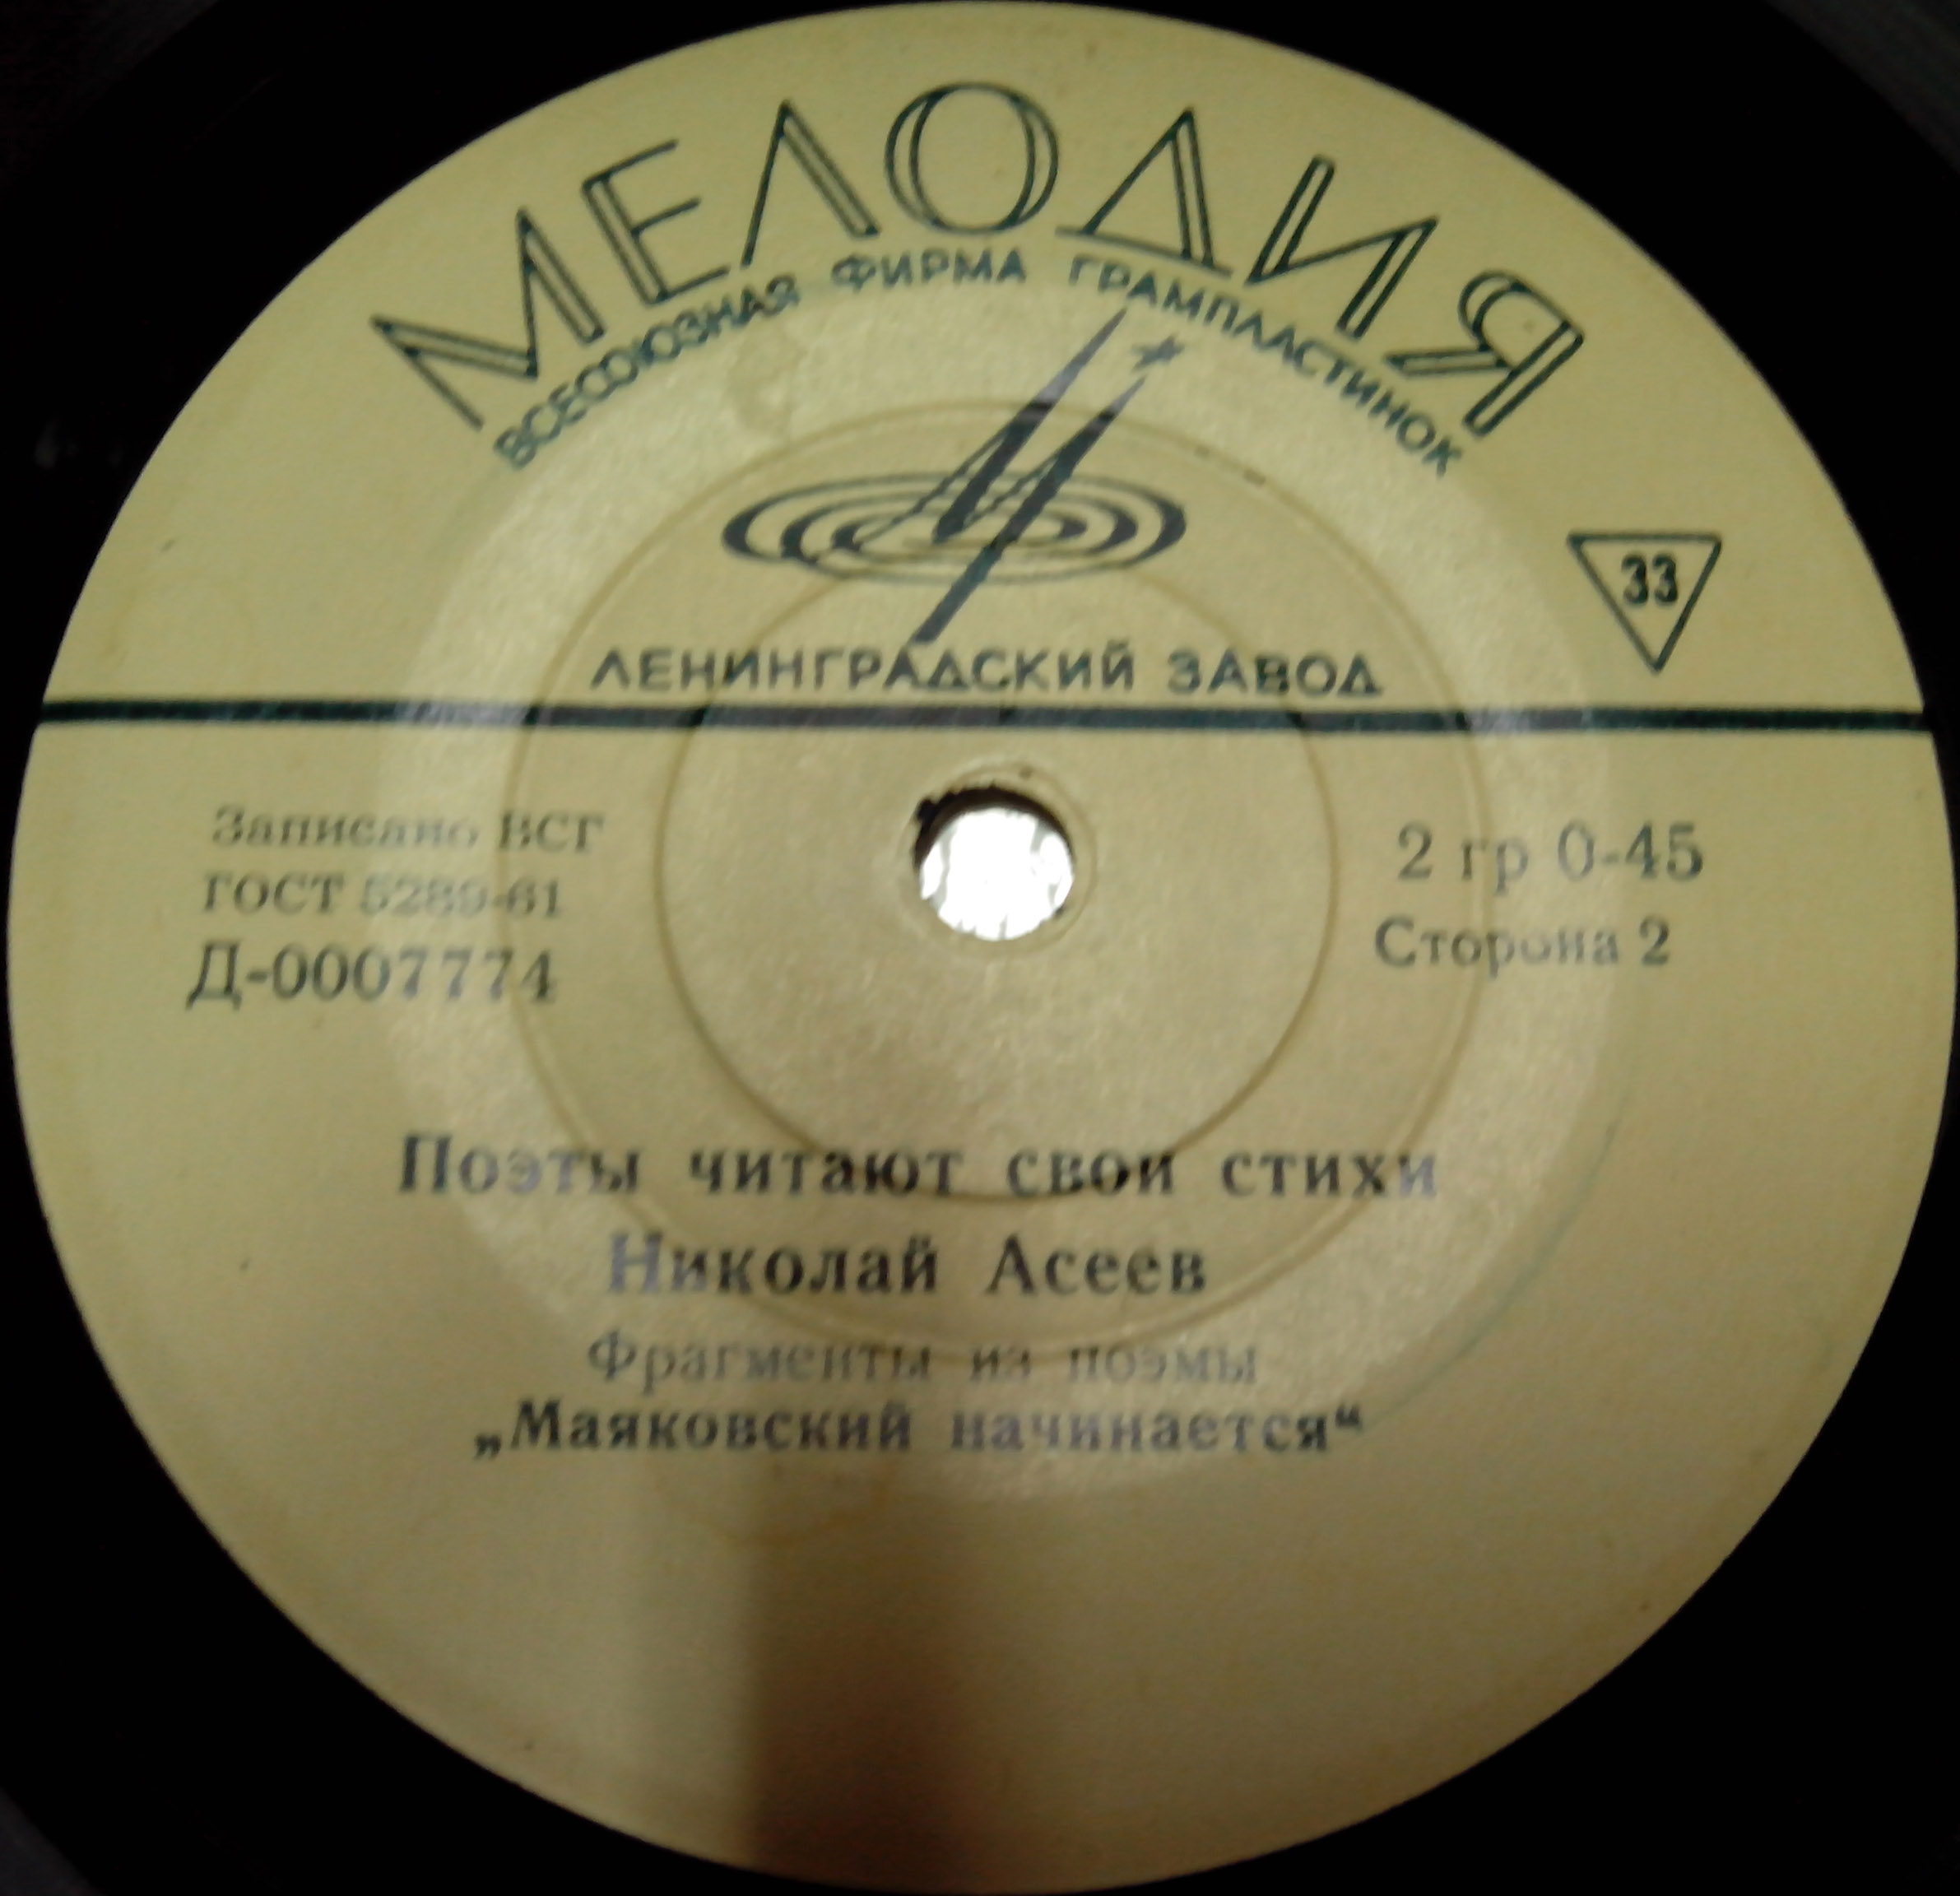 МЕЛОДИЯ
ВСЕСОЮЗНАЯ ФИРМА ГРАМПЛАСТИНОК
33
ЛЕНИНГРАДСКИЙ ЗАВОД
Записано ВСГ
ГОСТ 5289-61
Д-0007774
2 гр 0-45
Сторона 2
Поэты читают свои стихи
Николай Асеев
Фрагменты из поэмы
„Маяковский начинается“